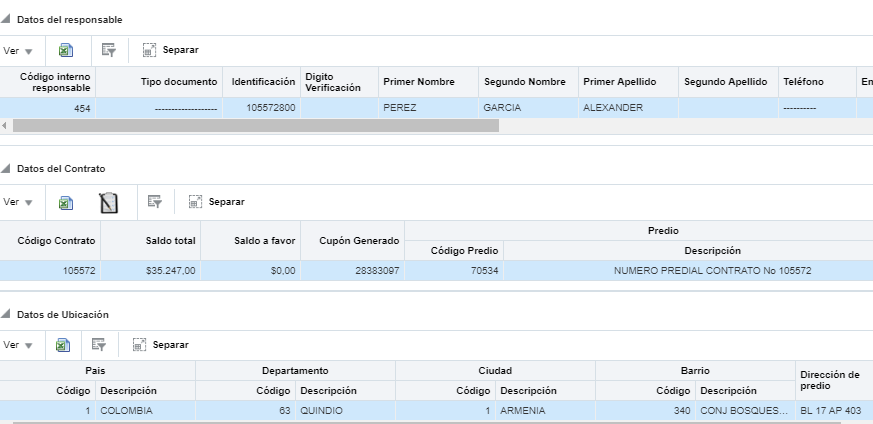 Datos del responsable
Ver Separar
Código interno responsable Tipo documento Identificación Digito Verificación Primer Nombre Segundo Nombre Primer Apellido Segundo Apellido Teléfono Em
454 ------------------- 105572800 PEREZ GARCIA ALEXANDER ----------
Datos del Contrato
Ver Separar
Código Contrato Saldo total Saldo a favor Cupón Generado Predio
Código Predio Descripción
105572 $35.247,00 $0,00 28383097 70534 NUMERO PREDIAL CONTRATO No 105572
Datos de Ubicación
Ver Separar
Pais Departamento Ciudad Barrio Dirección de predio
Código Descripción Código Descripción Código Descripción Código Descripción
1 COLOMBIA 63 QUINDIO 1 ARMENIA 340 CONJ BOSQUES... BL 17 AP 403